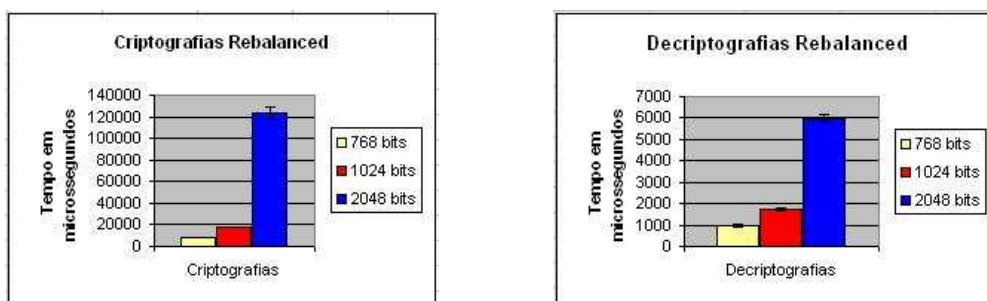 Criptografias Rebalanced
Tempo em
microssegundos
140000
120000
100000
80000
60000
40000
20000
0
Criptografias
768 bits
1024 bits
2048 bits
Decriptografias Rebalanced
Tempo em
microssegundos
7000
6000
5000
4000
3000
2000
1000
0
Decriptografias
768 bits
1024 bits
2048 bits